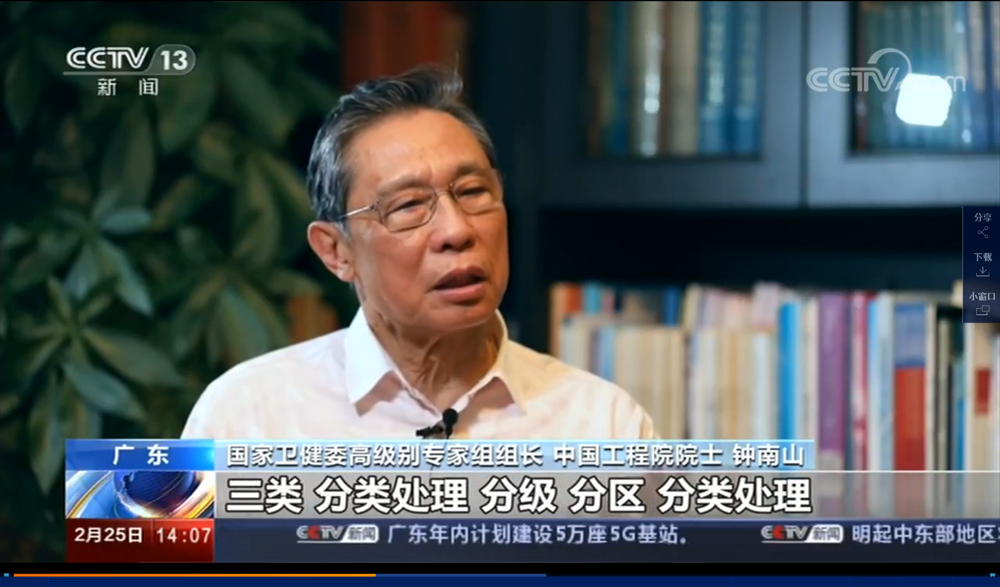 CCTV 13
新闻
CCTV.com
分享
下载
小窗口
广东
国家卫健委高级别专家组组长 中国工程院院士 钟南山
三类 分类处理 分级 分区 分类处理
2月25日 14:07
CCTV新闻 广东年内计划建设5万座5G基站。 CCTV新闻 明起中东部地区